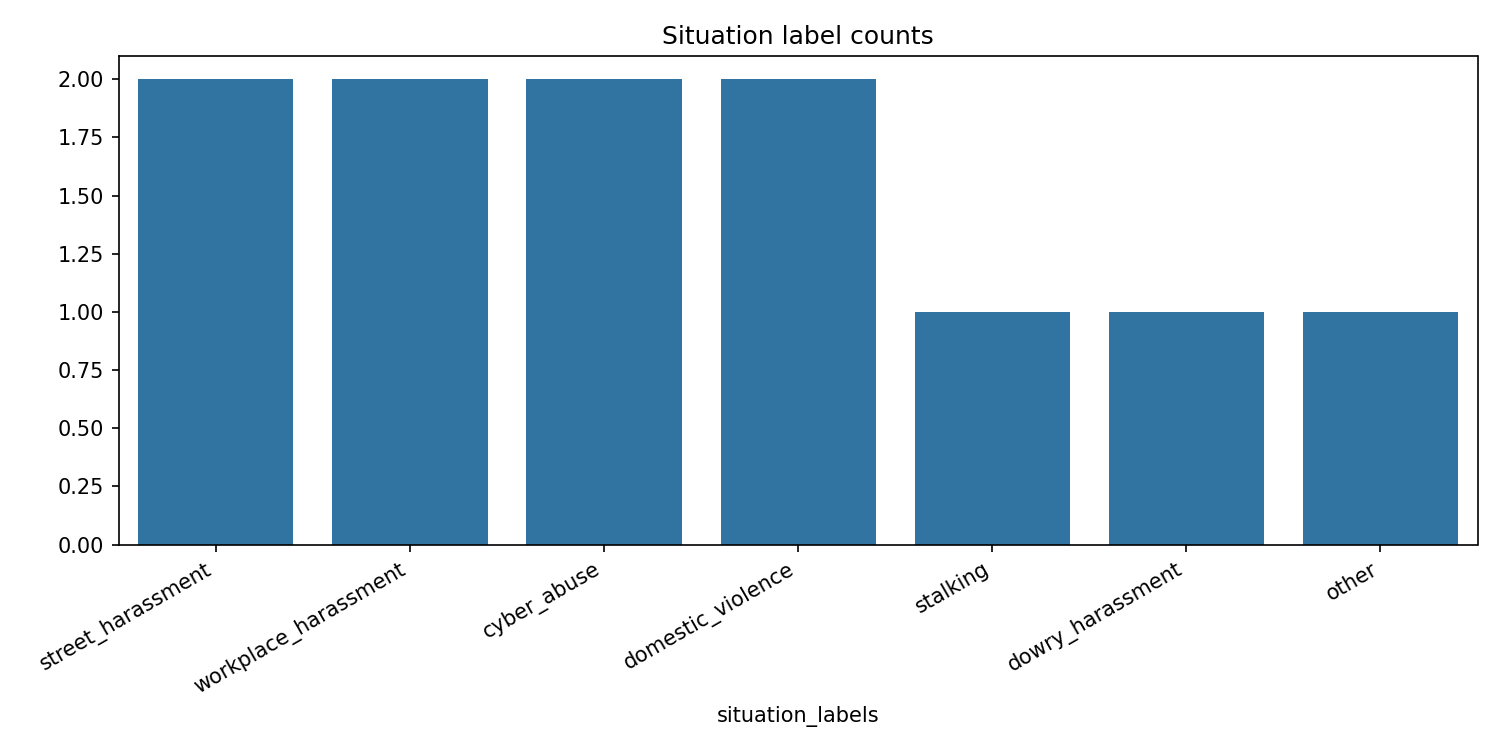 Situation label counts
2.00
1.75
1.50
1.25
1.00
0.75
0.50
0.25
0.00
street_harassment
workplace_harassment
cyber_abuse
domestic_violence
stalking
dowry_harassment
other
situation_labels